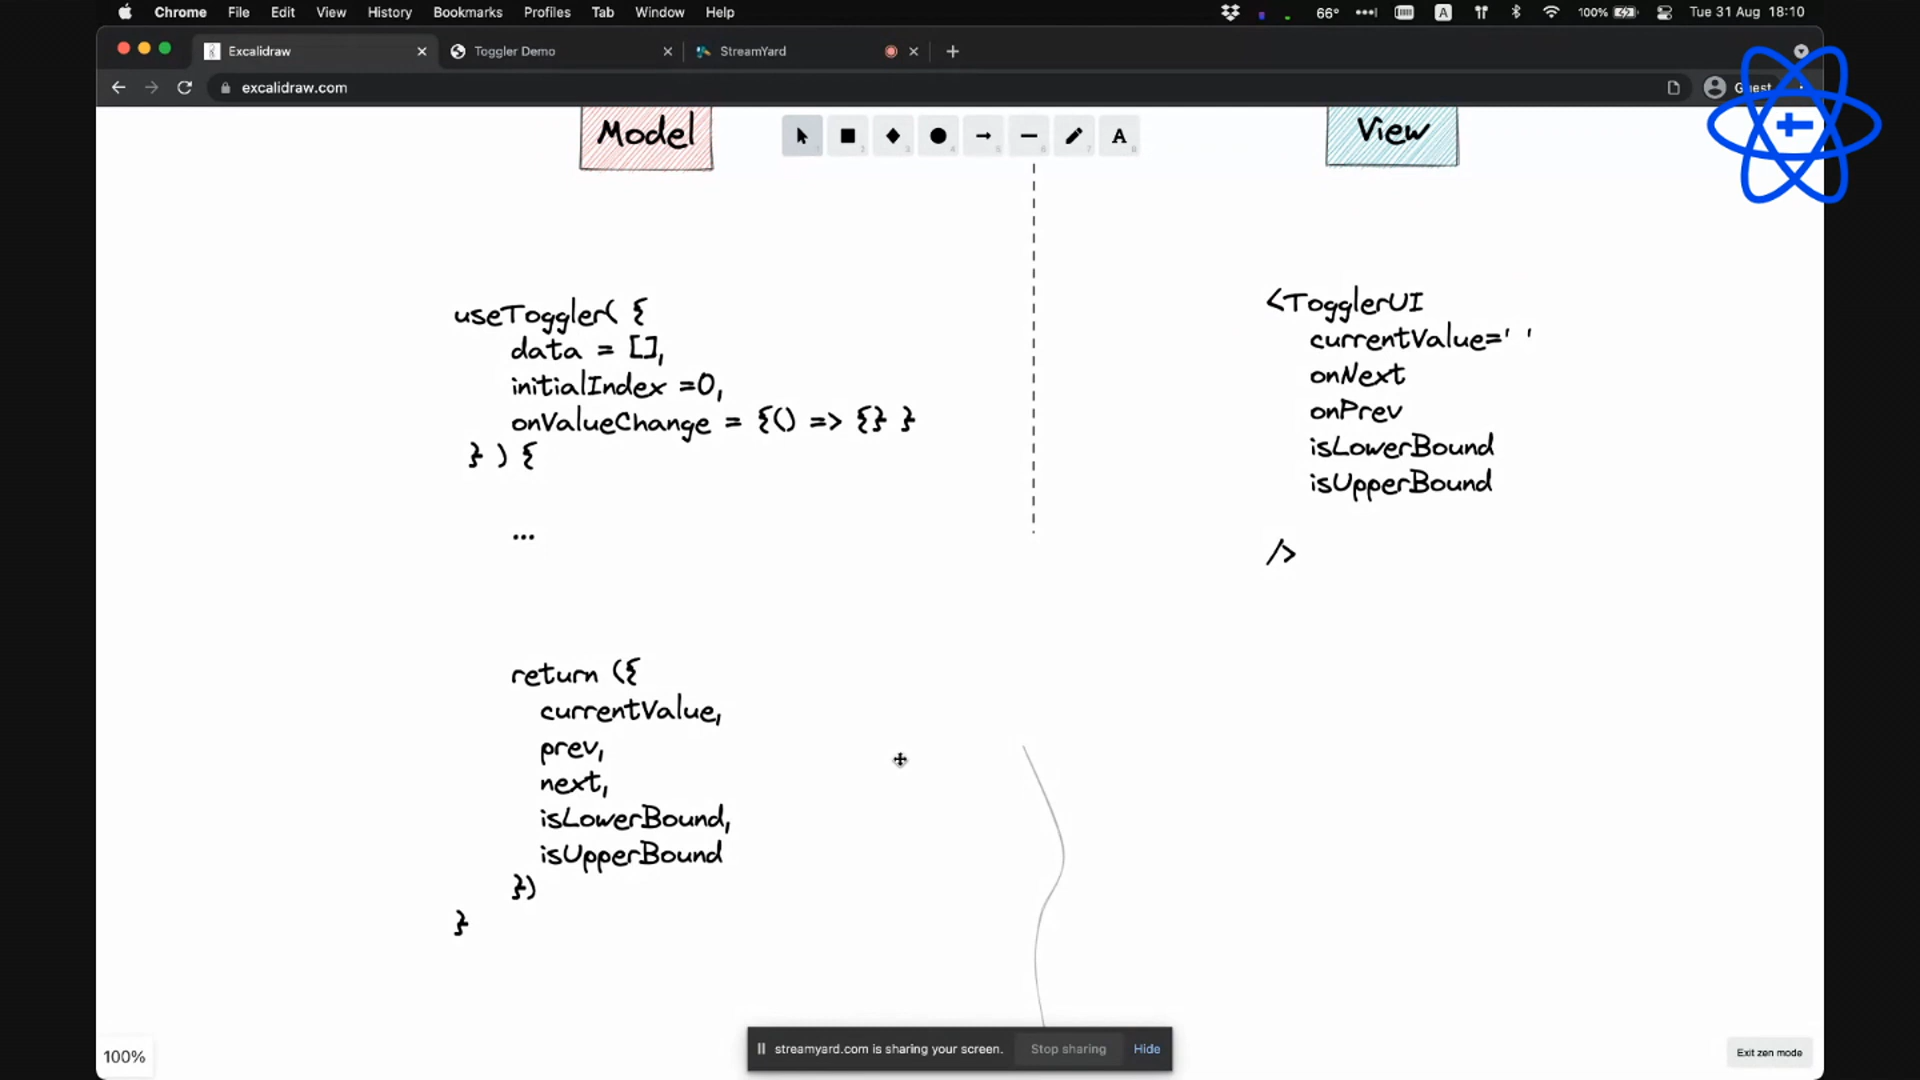 Chrome File Edit View History Bookmarks Profiles Tab Window Help 66° A 100% Tue 31 Aug 18:10
Excalidraw Toggler Demo StreamYard
excalidraw.com Guest
Model
View
A
useToggler( {
data = [],
initialIndex =0,
onValueChange = {() => {} }
} ) {
...
return ({
currentValue,
prev,
next,
isLowerBound,
isUpperBound
})
}
<TogglerUI
currentValue=' '
onNext
onPrev
isLowerBound
isUpperBound
/>
100%
streamyard.com is sharing your screen. Stop sharing Hide
Exit zen mode